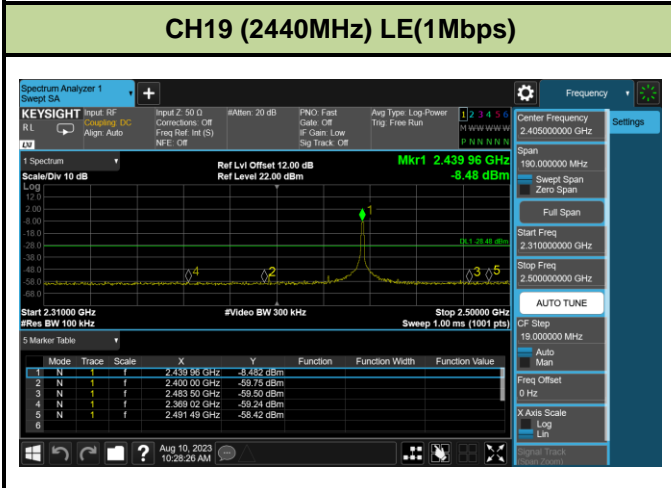 CH19 (2440MHz) LE(1Mbps)
Spectrum Analyzer 1
Swept SA
Frequency
KEYSIGHT
RL
LXI
Input: RF
Coupling: DC
Align: Auto
Input Z: 50 Ω
Corrections: Off
Freq Ref: Int (S)
NFE: Off
#Atten: 20 dB
PNO: Fast
Gate: Off
IF Gain: Low
Sig Track: Off
Avg Type: Log-Power
Trig: Free Run
1 2 3 4 5 6
M W W W W W
P N N N N N
Center Frequency
2.405000000 GHz
Settings
Span
190.000000 MHz
Swept Span
Zero Span
Full Span
Start Freq
2.310000000 GHz
Stop Freq
2.500000000 GHz
AUTO TUNE
CF Step
19.000000 MHz
Auto
Man
Freq Offset
0 Hz
X Axis Scale
Log
Lin
Signal Track
(Span Zoom)
1 Spectrum
Scale/Div 10 dB
Log
Ref Lvl Offset 12.00 dB
Ref Level 22.00 dBm
Mkr1 2.439 96 GHz
-8.48 dBm
12.0
2.00
-8.00
-18.0
-28.0
-38.0
-48.0
-58.0
-68.0
1
DL1 -28.48 dBm
4
2
3
5
Start 2.31000 GHz
#Res BW 100 kHz
#Video BW 300 kHz
Stop 2.50000 GHz
Sweep 1.00 ms (1001 pts)
5 Marker Table
Mode Trace Scale X Y Function Function Width Function Value
1 N 1 f 2.439 96 GHz -8.482 dBm
2 N 1 f 2.400 00 GHz -59.75 dBm
3 N 1 f 2.483 50 GHz -59.50 dBm
4 N 1 f 2.369 02 GHz -59.24 dBm
5 N 1 f 2.491 49 GHz -58.42 dBm
6
?
Aug 10, 2023
10:28:26 AM